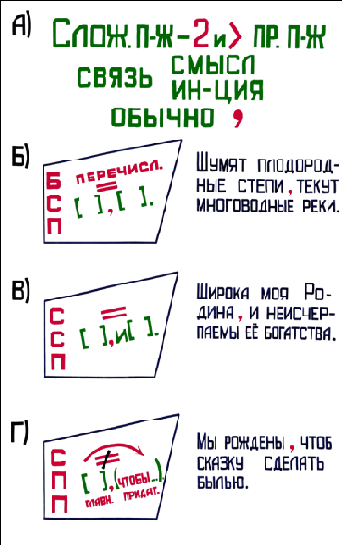 А)
СЛОЖ. П-Ж – 2 и > ПР. П-Ж
СВЯЗЬ СМЫСЛ
ИН-ЦИЯ
ОБЫЧНО ,
Б)
БСП
ПЕРЕЧИСЛ.
[ ], [ ].
ШУМЯТ ПЛОДОРОД-
НЫЕ СТЕПИ, ТЕКУТ
МНОГОВОДНЫЕ РЕКИ.
В)
ССП
[ ], и [ ].
ШИРОКА МОЯ РО-
ДИНА, И НЕИСЧЕР-
ПАЕМЫ ЕЁ БОГАТСТВА.
Г)
СПП
[ ], (ЧТОБЫ...).
ГЛАВН. ПРИДАТ.
МЫ РОЖДЕНЫ, ЧТОБ
СКАЗКУ СДЕЛАТЬ
БЫЛЬЮ.